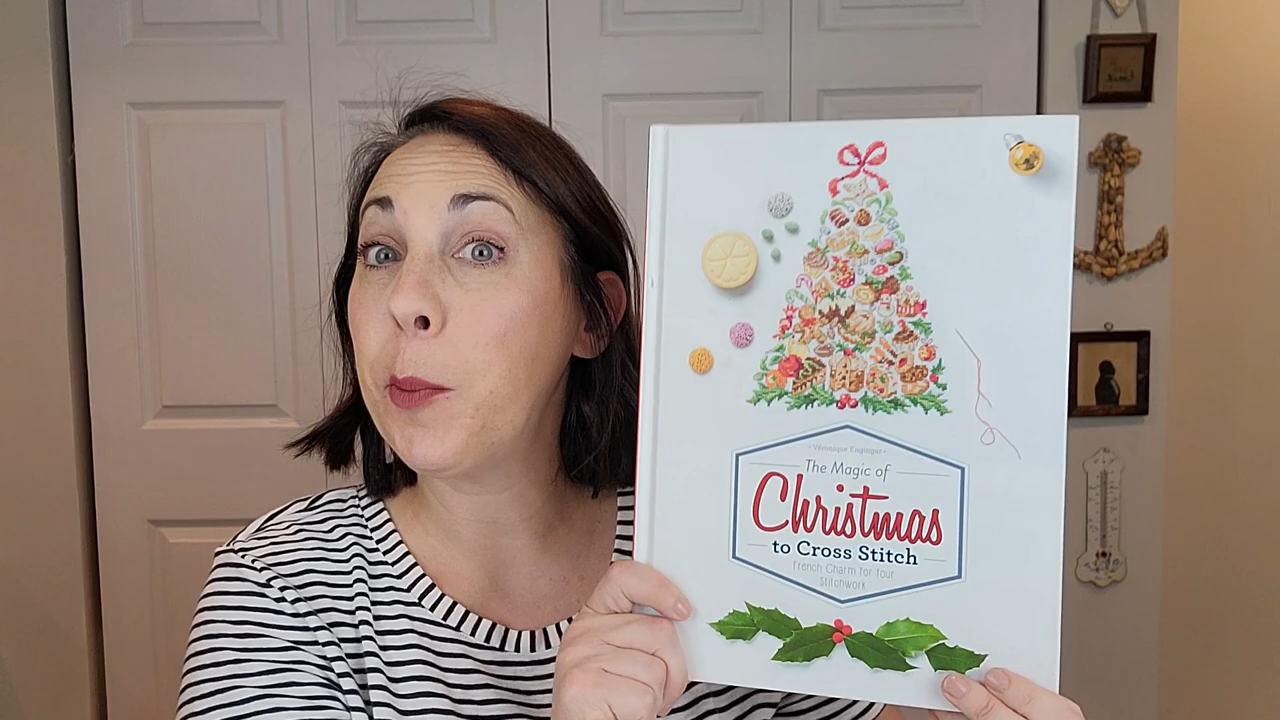 • Véronique Enginger •
The Magic of
Christmas
to Cross Stitch
French Charm for Your
Stitchwork